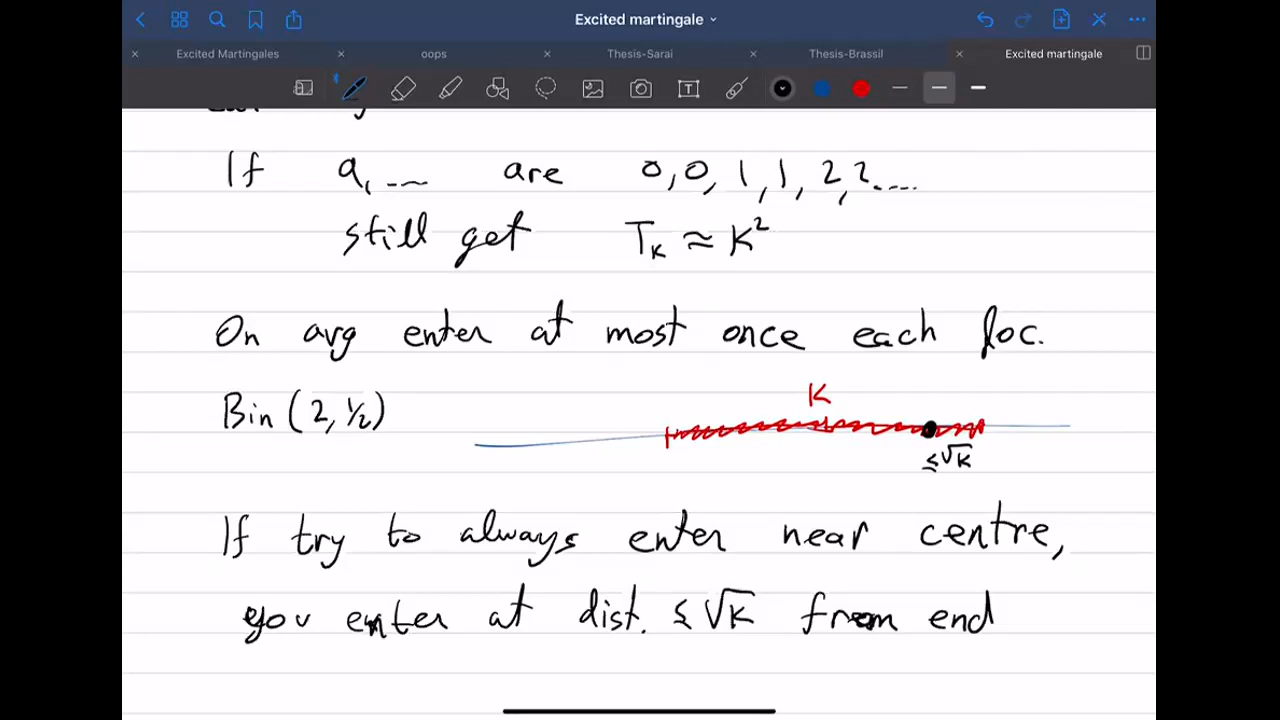 Excited martingale
Excited Martingales
oops
Thesis-Sarai
Thesis-Brassil
Excited martingale
If a₁ ... are 0,0,1,1,2,2....
still get T_K ≈ K²
On avg enter at most once each loc.
Bin (2,½)
K
≤√K
If try to always enter near centre,
you enter at dist. ≤√K from end